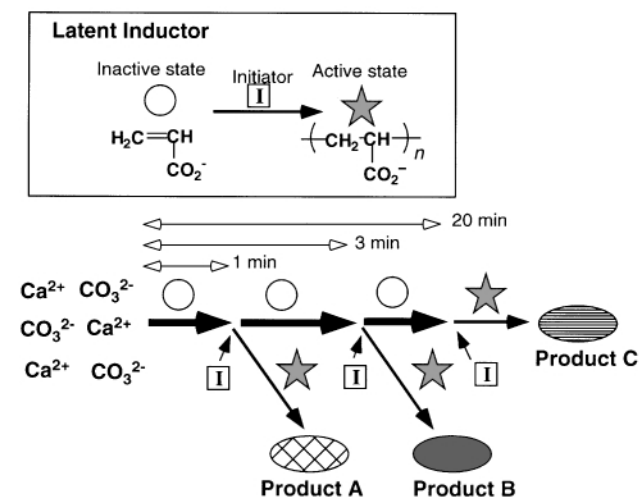 Latent Inductor
Inactive state Initiator Active state
I
H₂C=CH (CH₂-CH)n
CO₂⁻ CO₂⁻
20 min
3 min
1 min
Ca²⁺ CO₃²⁻
CO₃²⁻ Ca²⁺
Ca²⁺ CO₃²⁻
I I I
Product C
Product A Product B